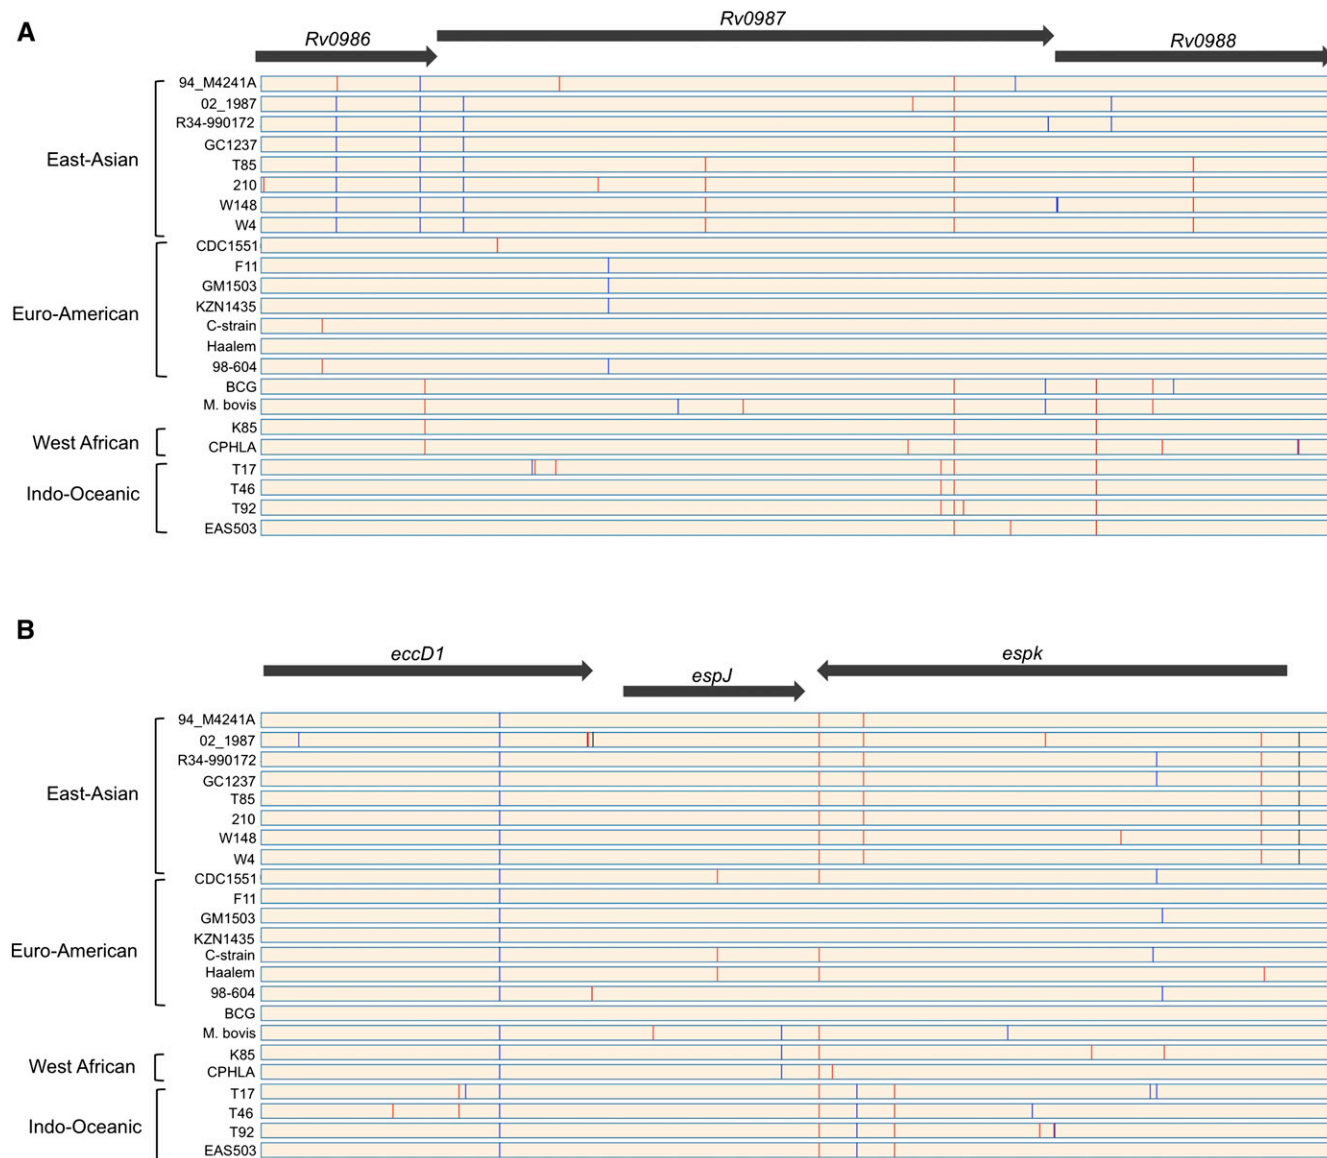 A
Rv0986
Rv0987
Rv0988
East-Asian
94_M4241A
02_1987
R34-990172
GC1237
T85
210
W148
W4
Euro-American
CDC1551
F11
GM1503
KZN1435
C-strain
Haalem
98-604
BCG
M. bovis
West African
K85
CPHLA
Indo-Oceanic
T17
T46
T92
EAS503
B
eccD1
espJ
espk
East-Asian
94_M4241A
02_1987
R34-990172
GC1237
T85
210
W148
W4
Euro-American
CDC1551
F11
GM1503
KZN1435
C-strain
Haalem
98-604
BCG
M. bovis
West African
K85
CPHLA
Indo-Oceanic
T17
T46
T92
EAS503